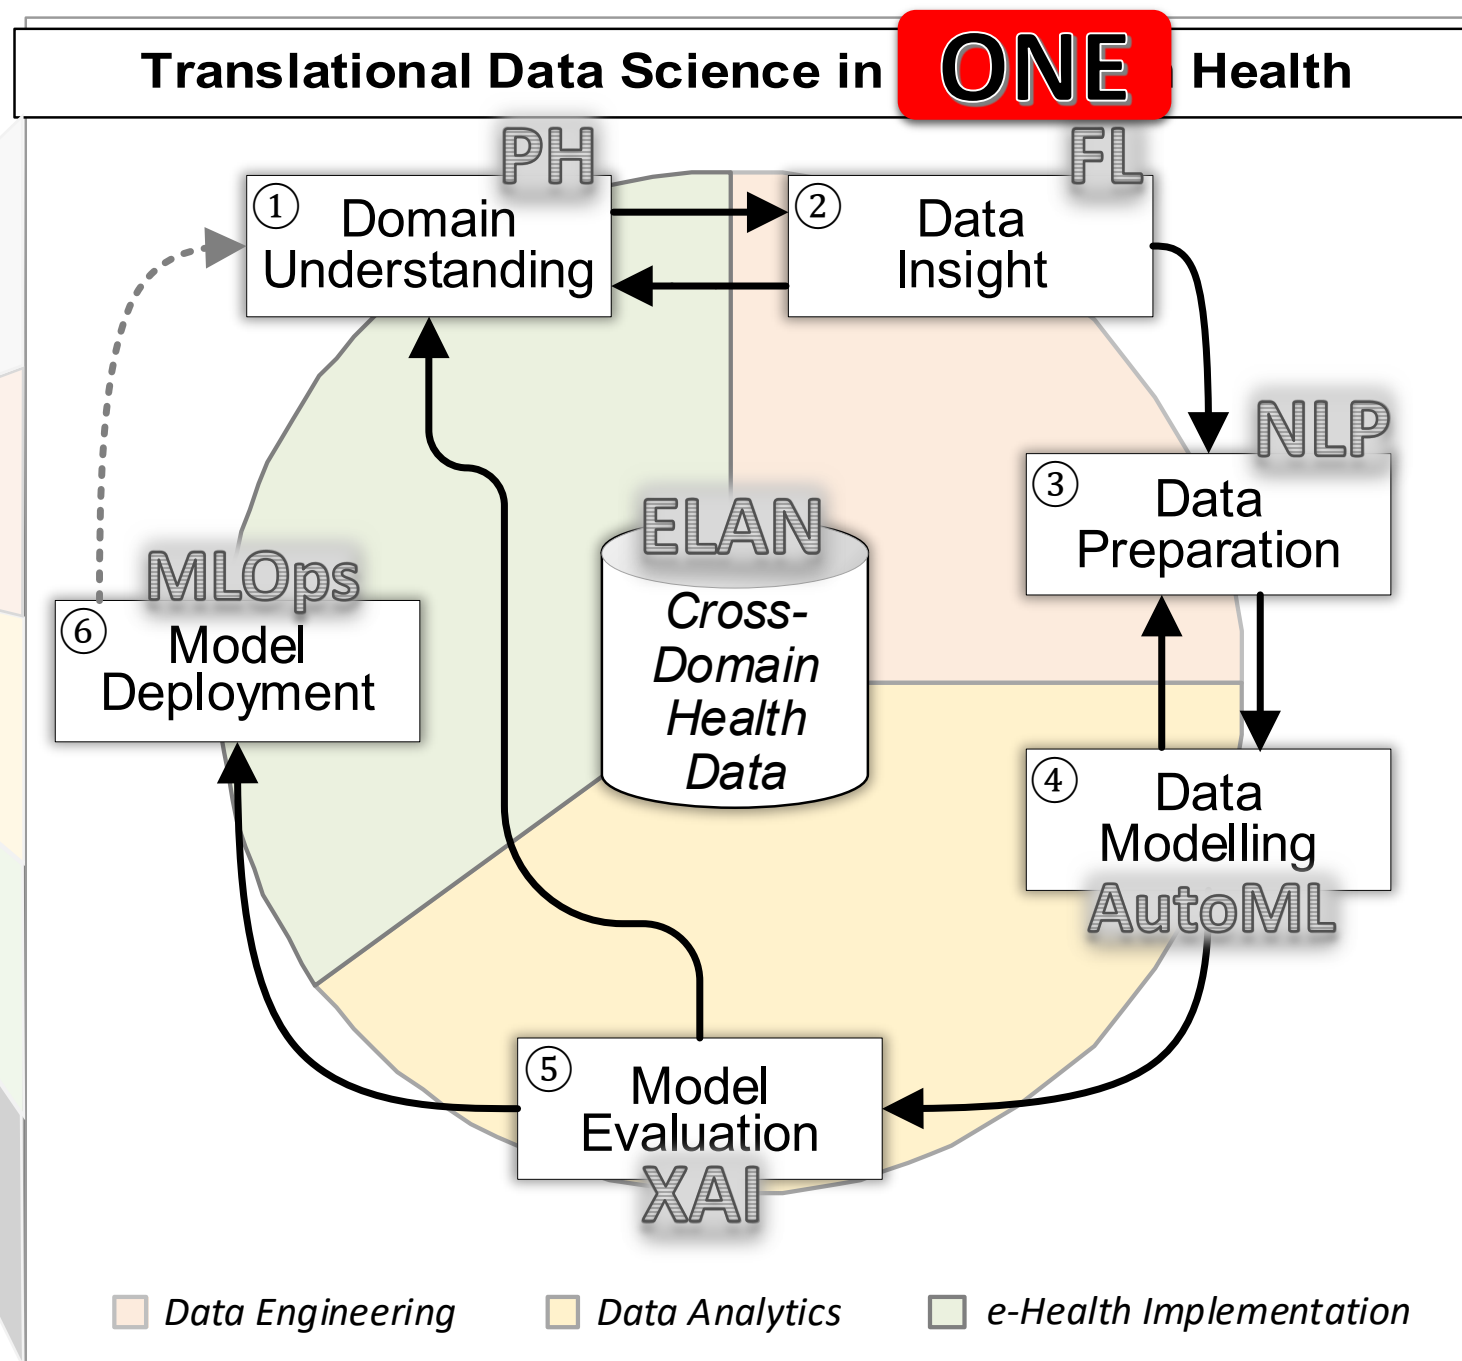 Translational Data Science in ONE Health
PH
FL
① Domain
Understanding
② Data
Insight
NLP
③ Data
Preparation
ELAN
Cross-
Domain
Health
Data
MLOps
⑥ Model
Deployment
④ Data
Modelling
AutoML
⑤ Model
Evaluation
XAI
Data Engineering
Data Analytics
e-Health Implementation